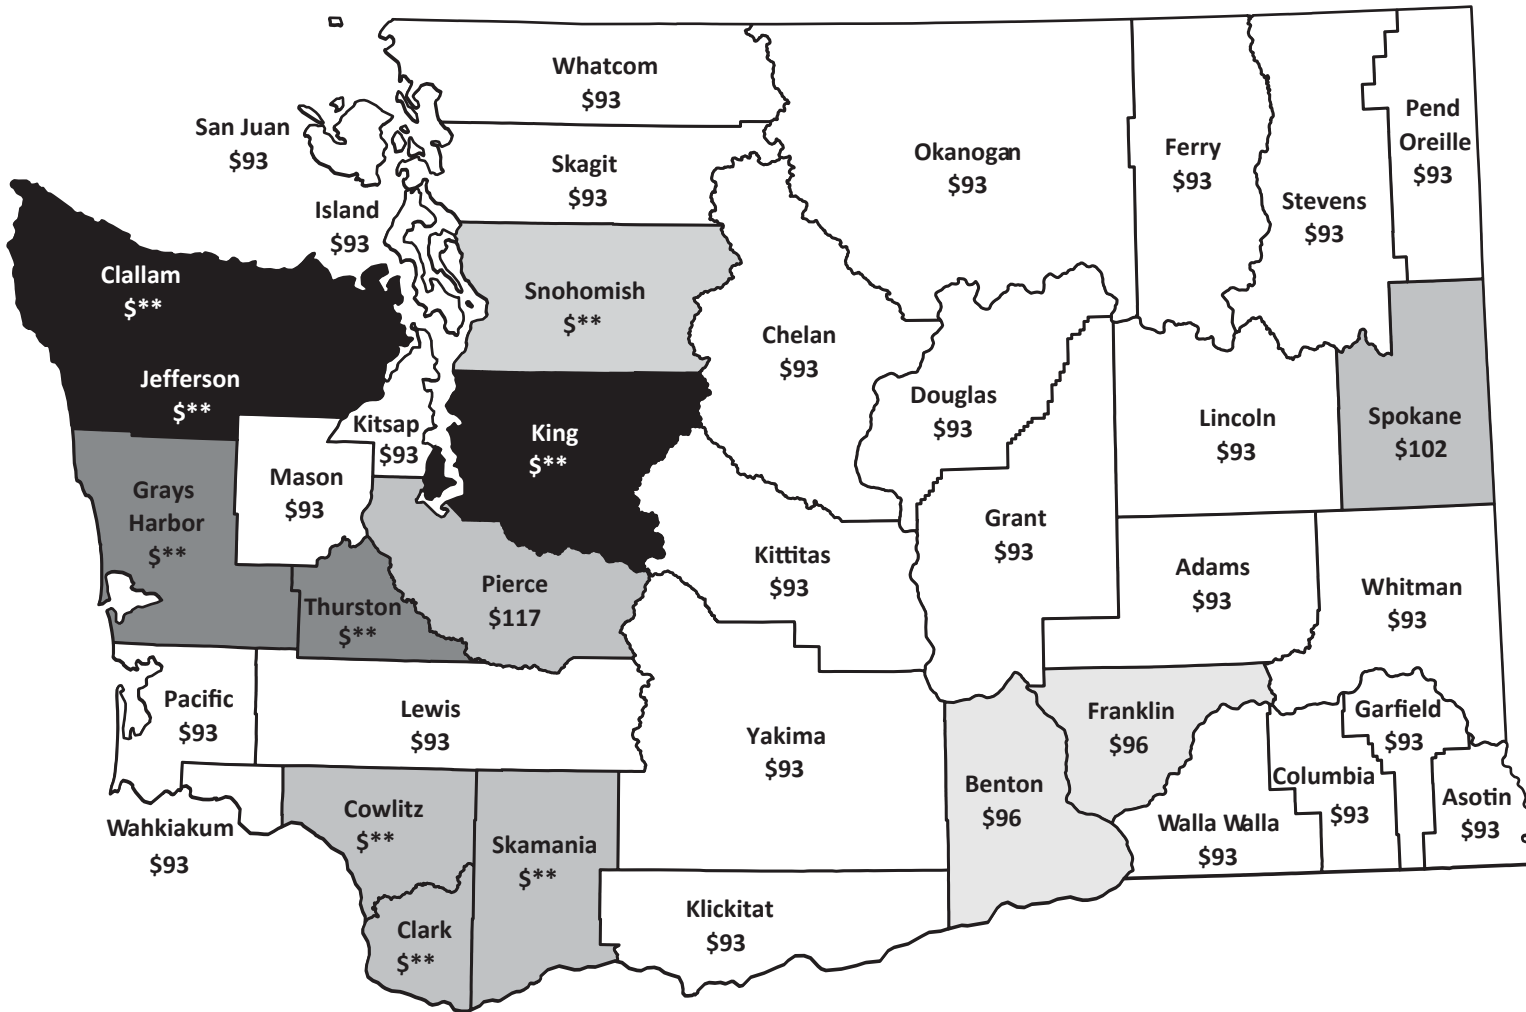 Whatcom
$93
San Juan
$93
Skagit
$93
Island
$93
Okanogan
$93
Ferry
$93
Stevens
$93
Pend
Oreille
$93
Clallam
$**
Jefferson
$**
Snohomish
$**
Chelan
$93
Douglas
$93
Lincoln
$93
Spokane
$102
Kitsap
$93
King
$**
Mason
$93
Grays
Harbor
$**
Thurston
$**
Pierce
$117
Kittitas
$93
Grant
$93
Adams
$93
Whitman
$93
Pacific
$93
Lewis
$93
Yakima
$93
Benton
$96
Franklin
$96
Garfield
$93
Columbia
$93
Asotin
$93
Walla Walla
$93
Wahkiakum
$93
Cowlitz
$**
Skamania
$**
Clark
$**
Klickitat
$93